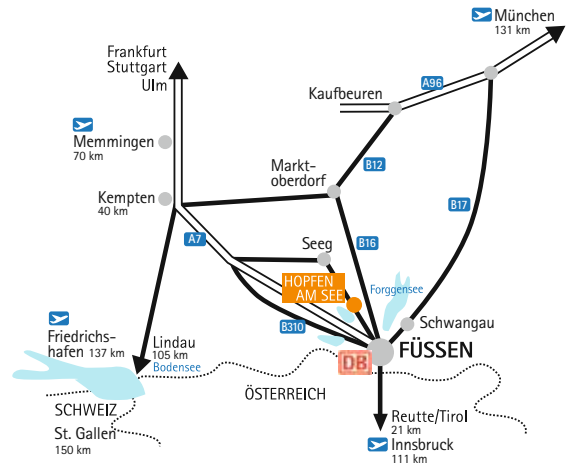 München
131 km
Frankfurt
Stuttgart
Ulm
A96
Kaufbeuren
Memmingen
70 km
Markt-
oberdorf
B12
Kempten
40 km
B17
A7
Seeg
B16
HOPFEN
AM SEE
Forggensee
B310
Schwangau
Friedrichs-
hafen 137 km
Lindau
105 km
Bodensee
DB
FÜSSEN
ÖSTERREICH
SCHWEIZ
St. Gallen
150 km
Reutte/Tirol
21 km
Innsbruck
111 km